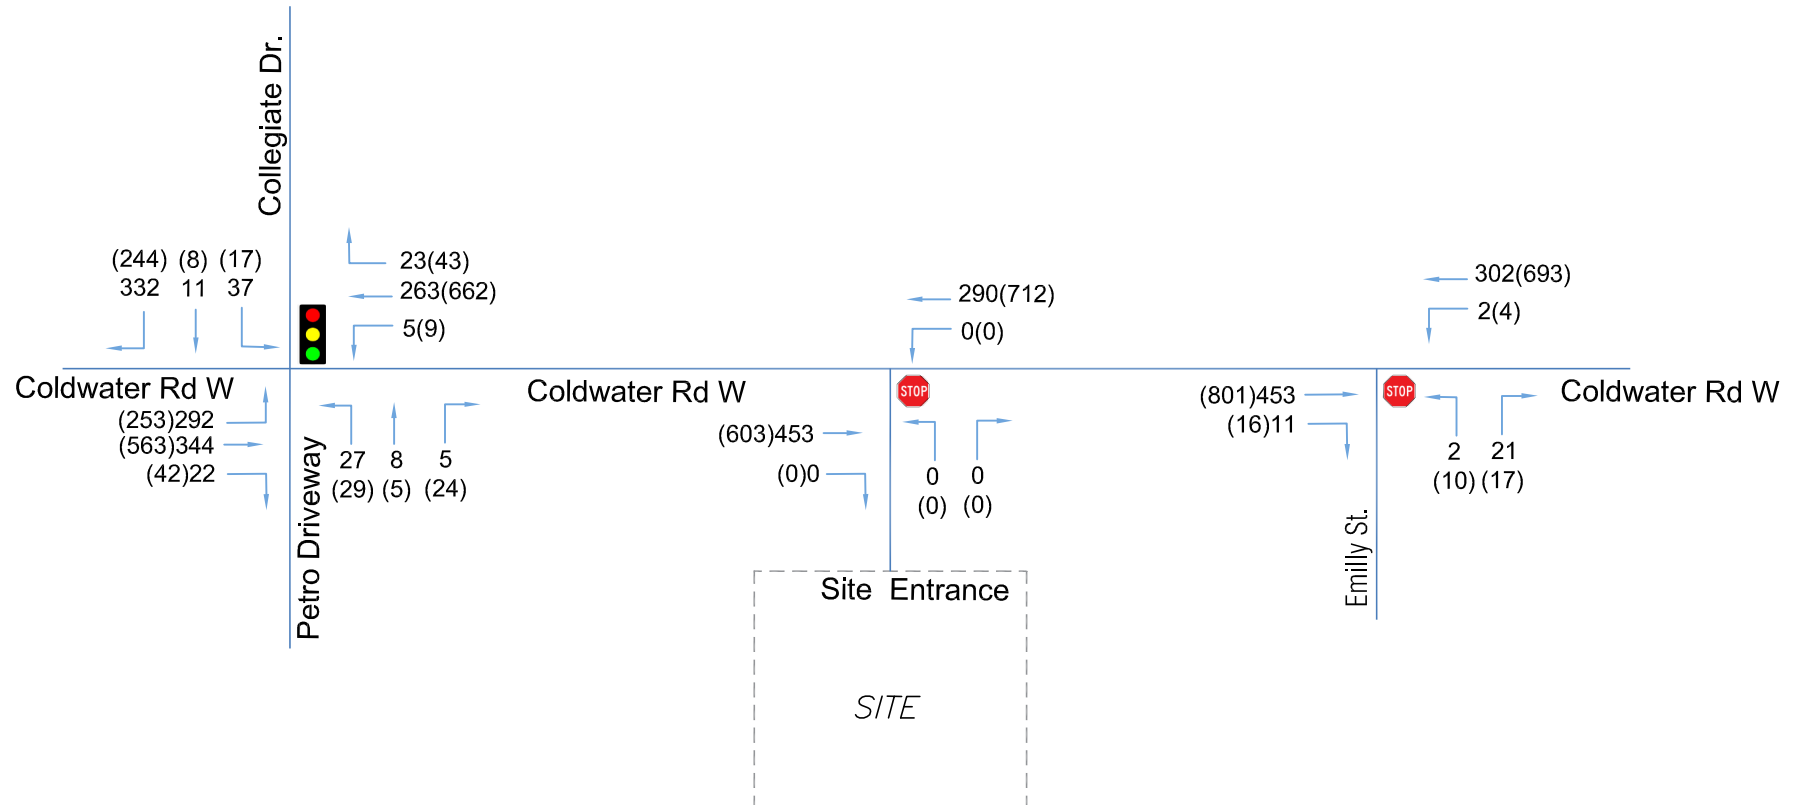 Collegiate Dr.
(244) (8) (17)
332 11 37
23(43)
263(662)
5(9)
290(712)
0(0)
302(693)
2(4)
Coldwater Rd W
Coldwater Rd W
Coldwater Rd W
STOP
STOP
(253)292
(563)344
(42)22
27 8 5
(29) (5) (24)
Petro Driveway
(603)453
(0)0
0 0
(0) (0)
(801)453
(16)11
2 21
(10) (17)
Emilly St.
Site Entrance
SITE